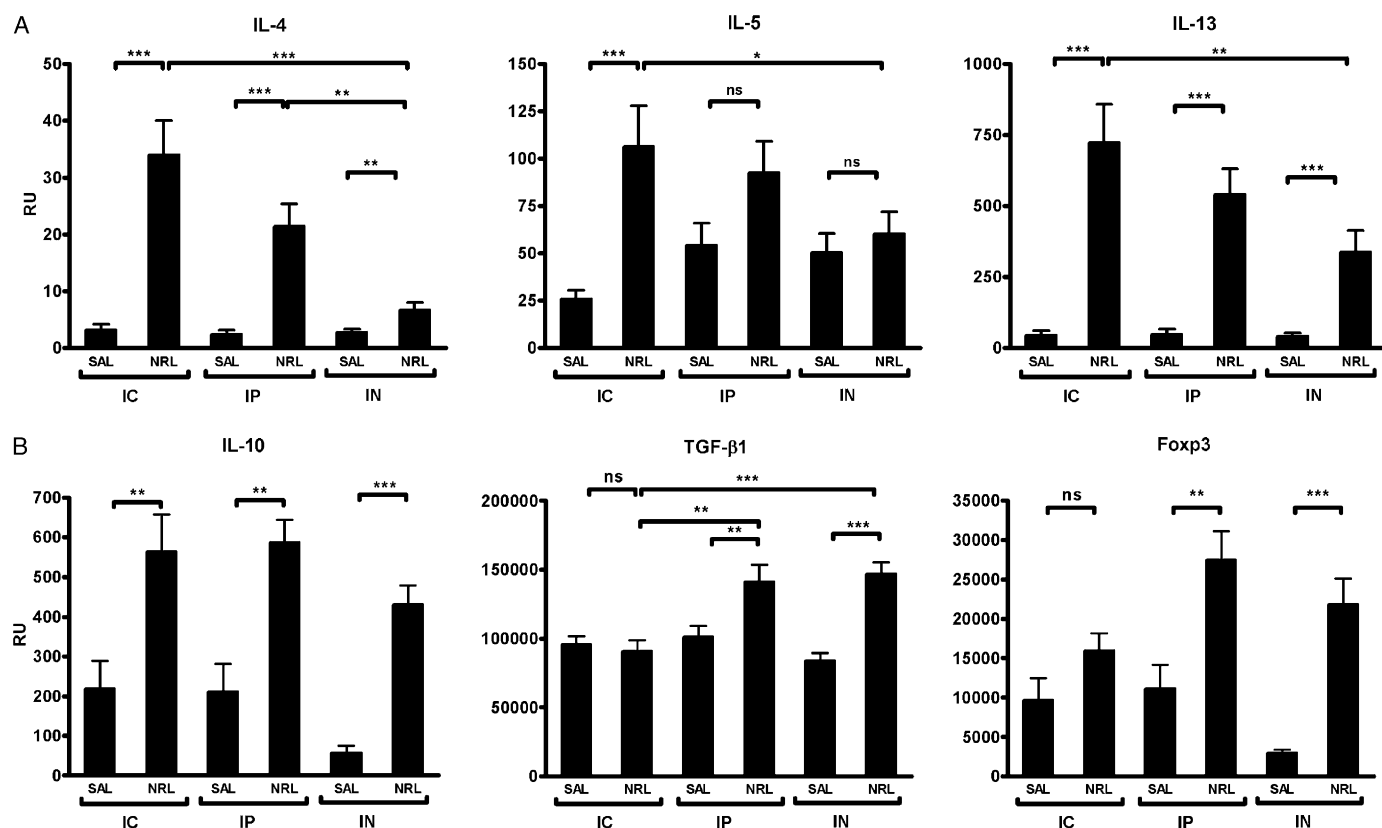 A
IL-4
IL-5
IL-13
*** *** *** ** **
*** * ns ns
*** ** *** ***
RU
50
40
30
20
10
0
SAL NRL SAL NRL SAL NRL
IC IP IN
150
125
100
75
50
25
0
SAL NRL SAL NRL SAL NRL
IC IP IN
1000
750
500
250
0
SAL NRL SAL NRL SAL NRL
IC IP IN
B
IL-10
TGF-β1
Foxp3
** ** ***
ns *** ** ** ***
ns ** ***
RU
700
600
500
400
300
200
100
0
SAL NRL SAL NRL SAL NRL
IC IP IN
200000
150000
100000
50000
0
SAL NRL SAL NRL SAL NRL
IC IP IN
35000
30000
25000
20000
15000
10000
5000
0
SAL NRL SAL NRL SAL NRL
IC IP IN